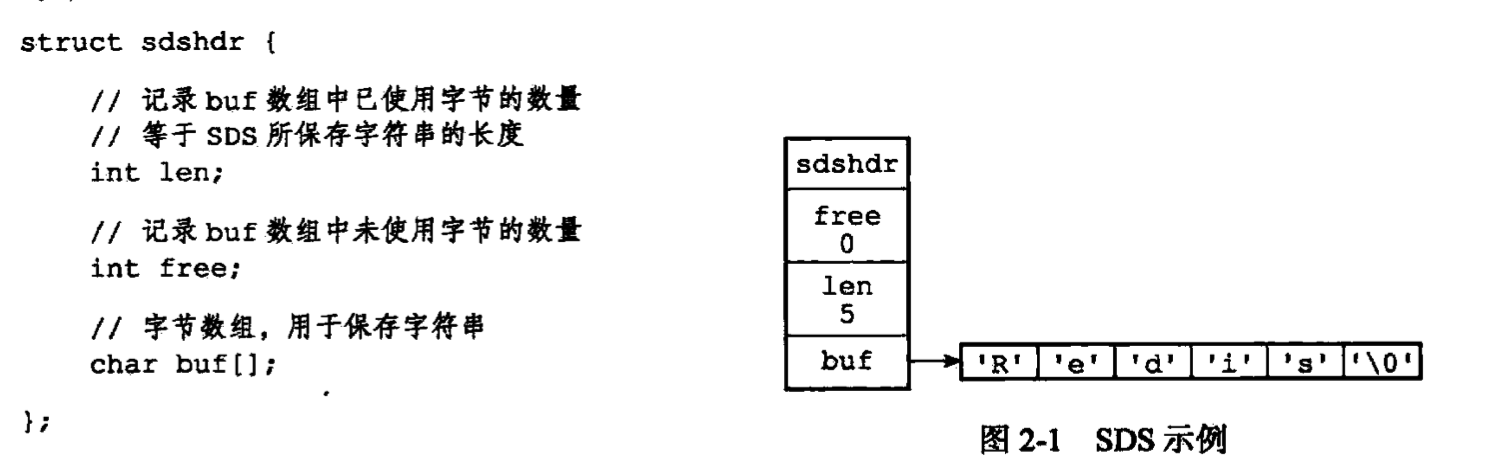 struct sdshdr {
// 记录 buf 数组中已使用字节的数量
// 等于 SDS 所保存字符串的长度
int len;
// 记录 buf 数组中未使用字节的数量
int free;
// 字节数组，用于保存字符串
char buf[];
};
sdshdr
free
0
len
5
buf
'R' 'e' 'd' 'i' 's' '\0'
图 2-1 SDS 示例